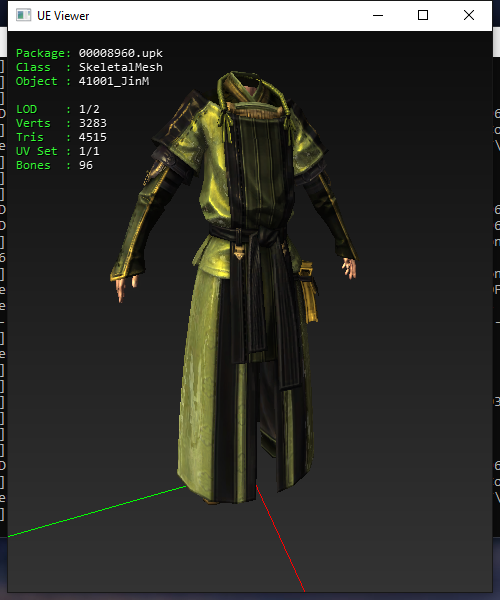 UE Viewer
Package: 00008960.upk
Class  : SkeletalMesh
Object : 41001_JinM
LOD    : 1/2
Verts  : 3283
Tris   : 4515
UV Set : 1/1
Bones  : 96